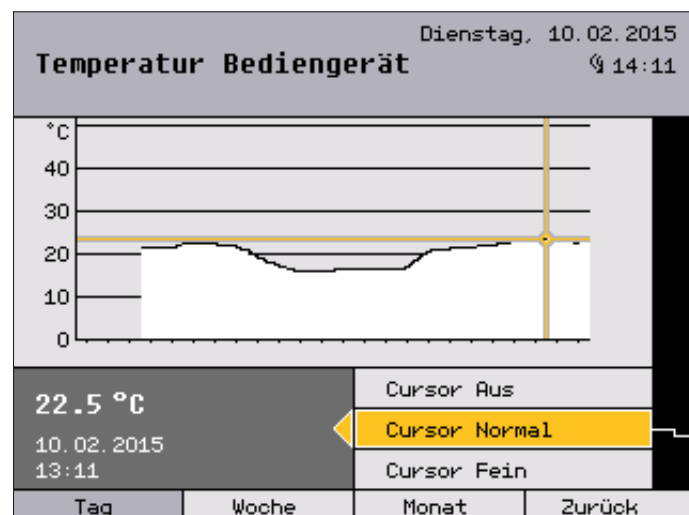 Dienstag, 10.02.2015
Temperatur Bediengerät
14:11
°C
40
30
20
10
0
22.5 °C
10.02.2015
13:11
Cursor Aus
Cursor Normal
Cursor Fein
Tag Woche Monat Zurück